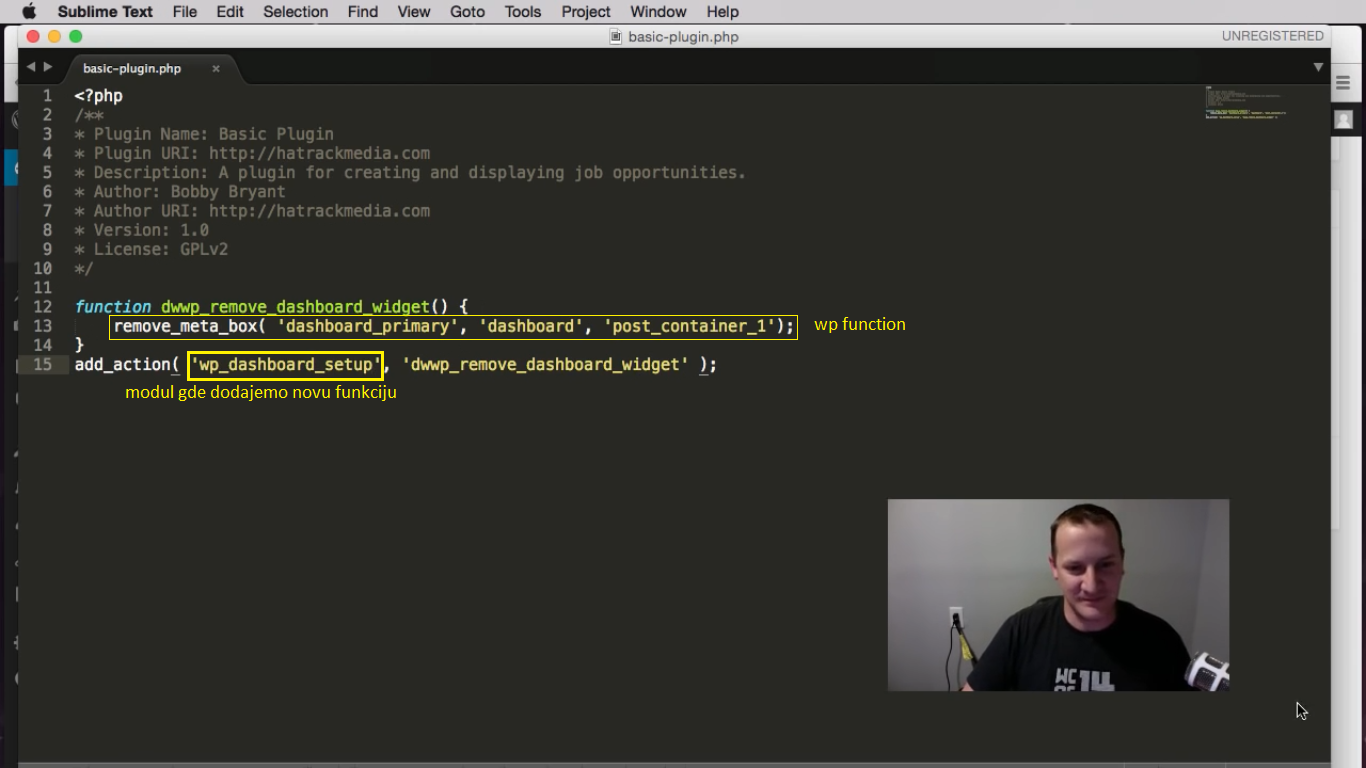 Sublime Text File Edit Selection Find View Goto Tools Project Window Help
basic-plugin.php
UNREGISTERED
basic-plugin.php ×
1 <?php
2 /**
3 * Plugin Name: Basic Plugin
4 * Plugin URI: http://hatrackmedia.com
5 * Description: A plugin for creating and displaying job opportunities.
6 * Author: Bobby Bryant
7 * Author URI: http://hatrackmedia.com
8 * Version: 1.0
9 * License: GPLv2
10 */
11
12 function dwwp_remove_dashboard_widget() {
13 remove_meta_box( 'dashboard_primary', 'dashboard', 'post_container_1'); wp function
14 }
15 add_action( 'wp_dashboard_setup', 'dwwp_remove_dashboard_widget' );
modul gde dodajemo novu funkciju
WC
14